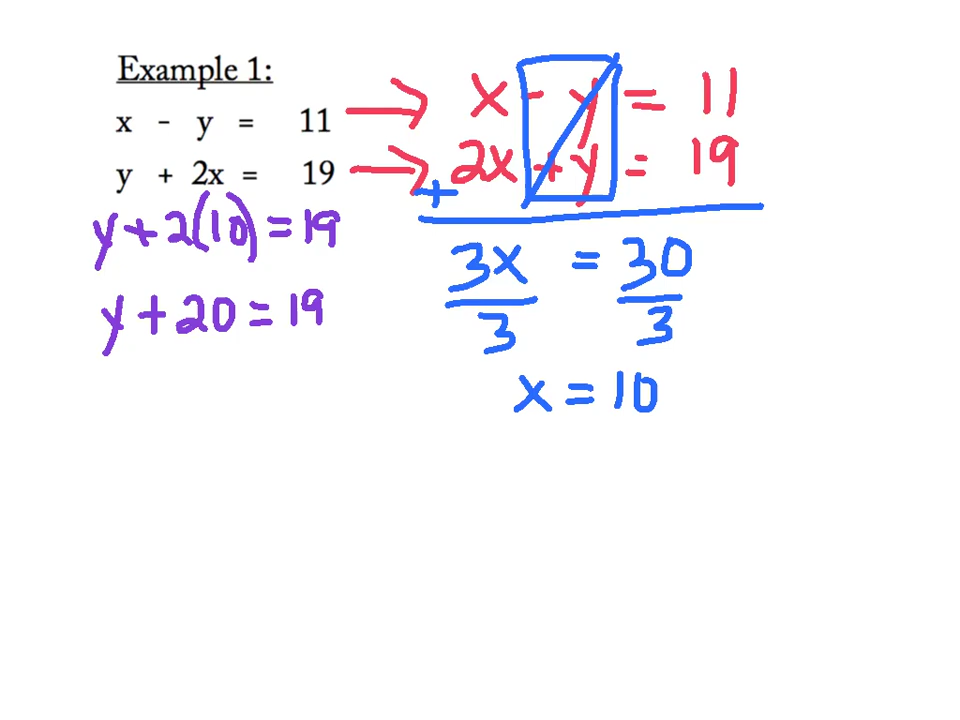 Example 1:
x - y = 11
y + 2x = 19
y + 2(10) = 19
y + 20 = 19
x - y = 11
2x + y = 19
+
3x = 30
3 3
x = 10